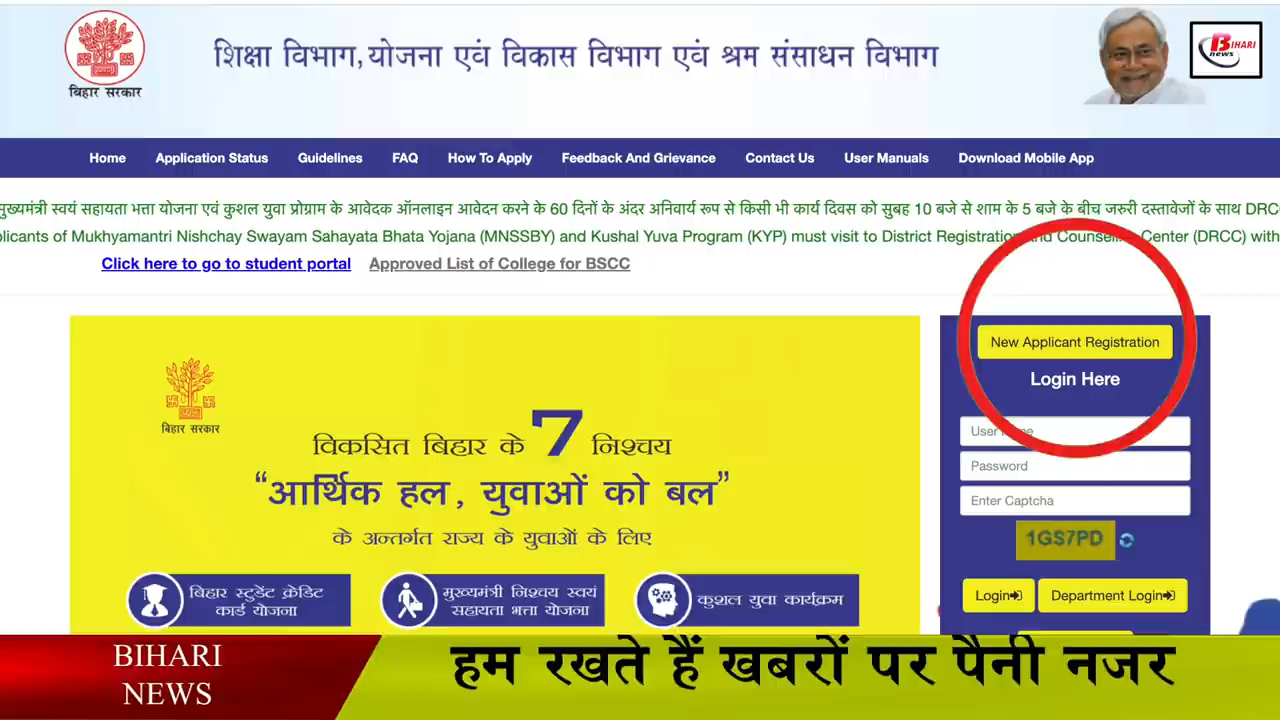 बिहार सरकार
शिक्षा विभाग, योजना एवं विकास विभाग एवं श्रम संसाधन विभाग
BIHARI
news
Home Application Status Guidelines FAQ How To Apply Feedback And Grievance Contact Us User Manuals Download Mobile App
मुख्यमंत्री स्वयं सहायता भत्ता योजना एवं कुशल युवा प्रोग्राम के आवेदक ऑनलाइन आवेदन करने के 60 दिनों के अंदर अनिवार्य रूप से किसी भी कार्य दिवस को सुबह 10 बजे से शाम के 5 बजे के बीच जरुरी दस्तावेजों के साथ DRC
plicants of Mukhyamantri Nishchay Swayam Sahayata Bhata Yojana (MNSSBY) and Kushal Yuva Program (KYP) must visit to District Registration and Counseling Center (DRCC) with
Click here to go to student portal Approved List of College for BSCC
New Applicant Registration
Login Here
User Name
Password
Enter Captcha
1GS7PD
Login Department Login
बिहार सरकार
विकसित बिहार के 7 निश्चय
“आर्थिक हल, युवाओं को बल”
के अन्तर्गत राज्य के युवाओं के लिए
बिहार स्टुडेंट क्रेडिट
कार्ड योजना
मुख्यमंत्री निश्चय स्वयं
सहायता भत्ता योजना
कुशल युवा कार्यक्रम
BIHARI
NEWS
हम रखते हैं खबरों पर पैनी नजर